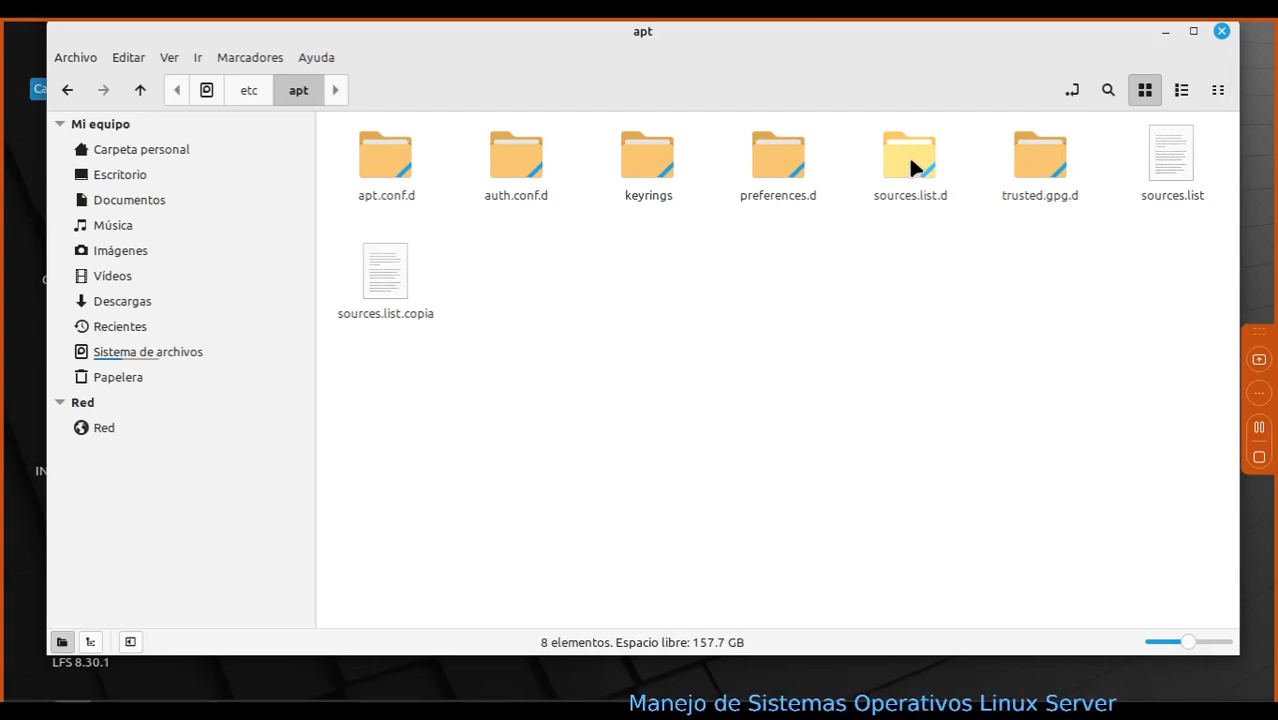 apt
Archivo Editar Ver Ir Marcadores Ayuda
etc apt
Ca
Mi equipo
Carpeta personal
Escritorio
Documentos
Música
Imágenes
Vídeos
Descargas
Recientes
Sistema de archivos
Papelera
Red
Red
apt.conf.d auth.conf.d keyrings preferences.d sources.list.d trusted.gpg.d sources.list
sources.list.copia
IN
8 elementos. Espacio libre: 157.7 GB
LFS 8.30.1
Manejo de Sistemas Operativos Linux Server